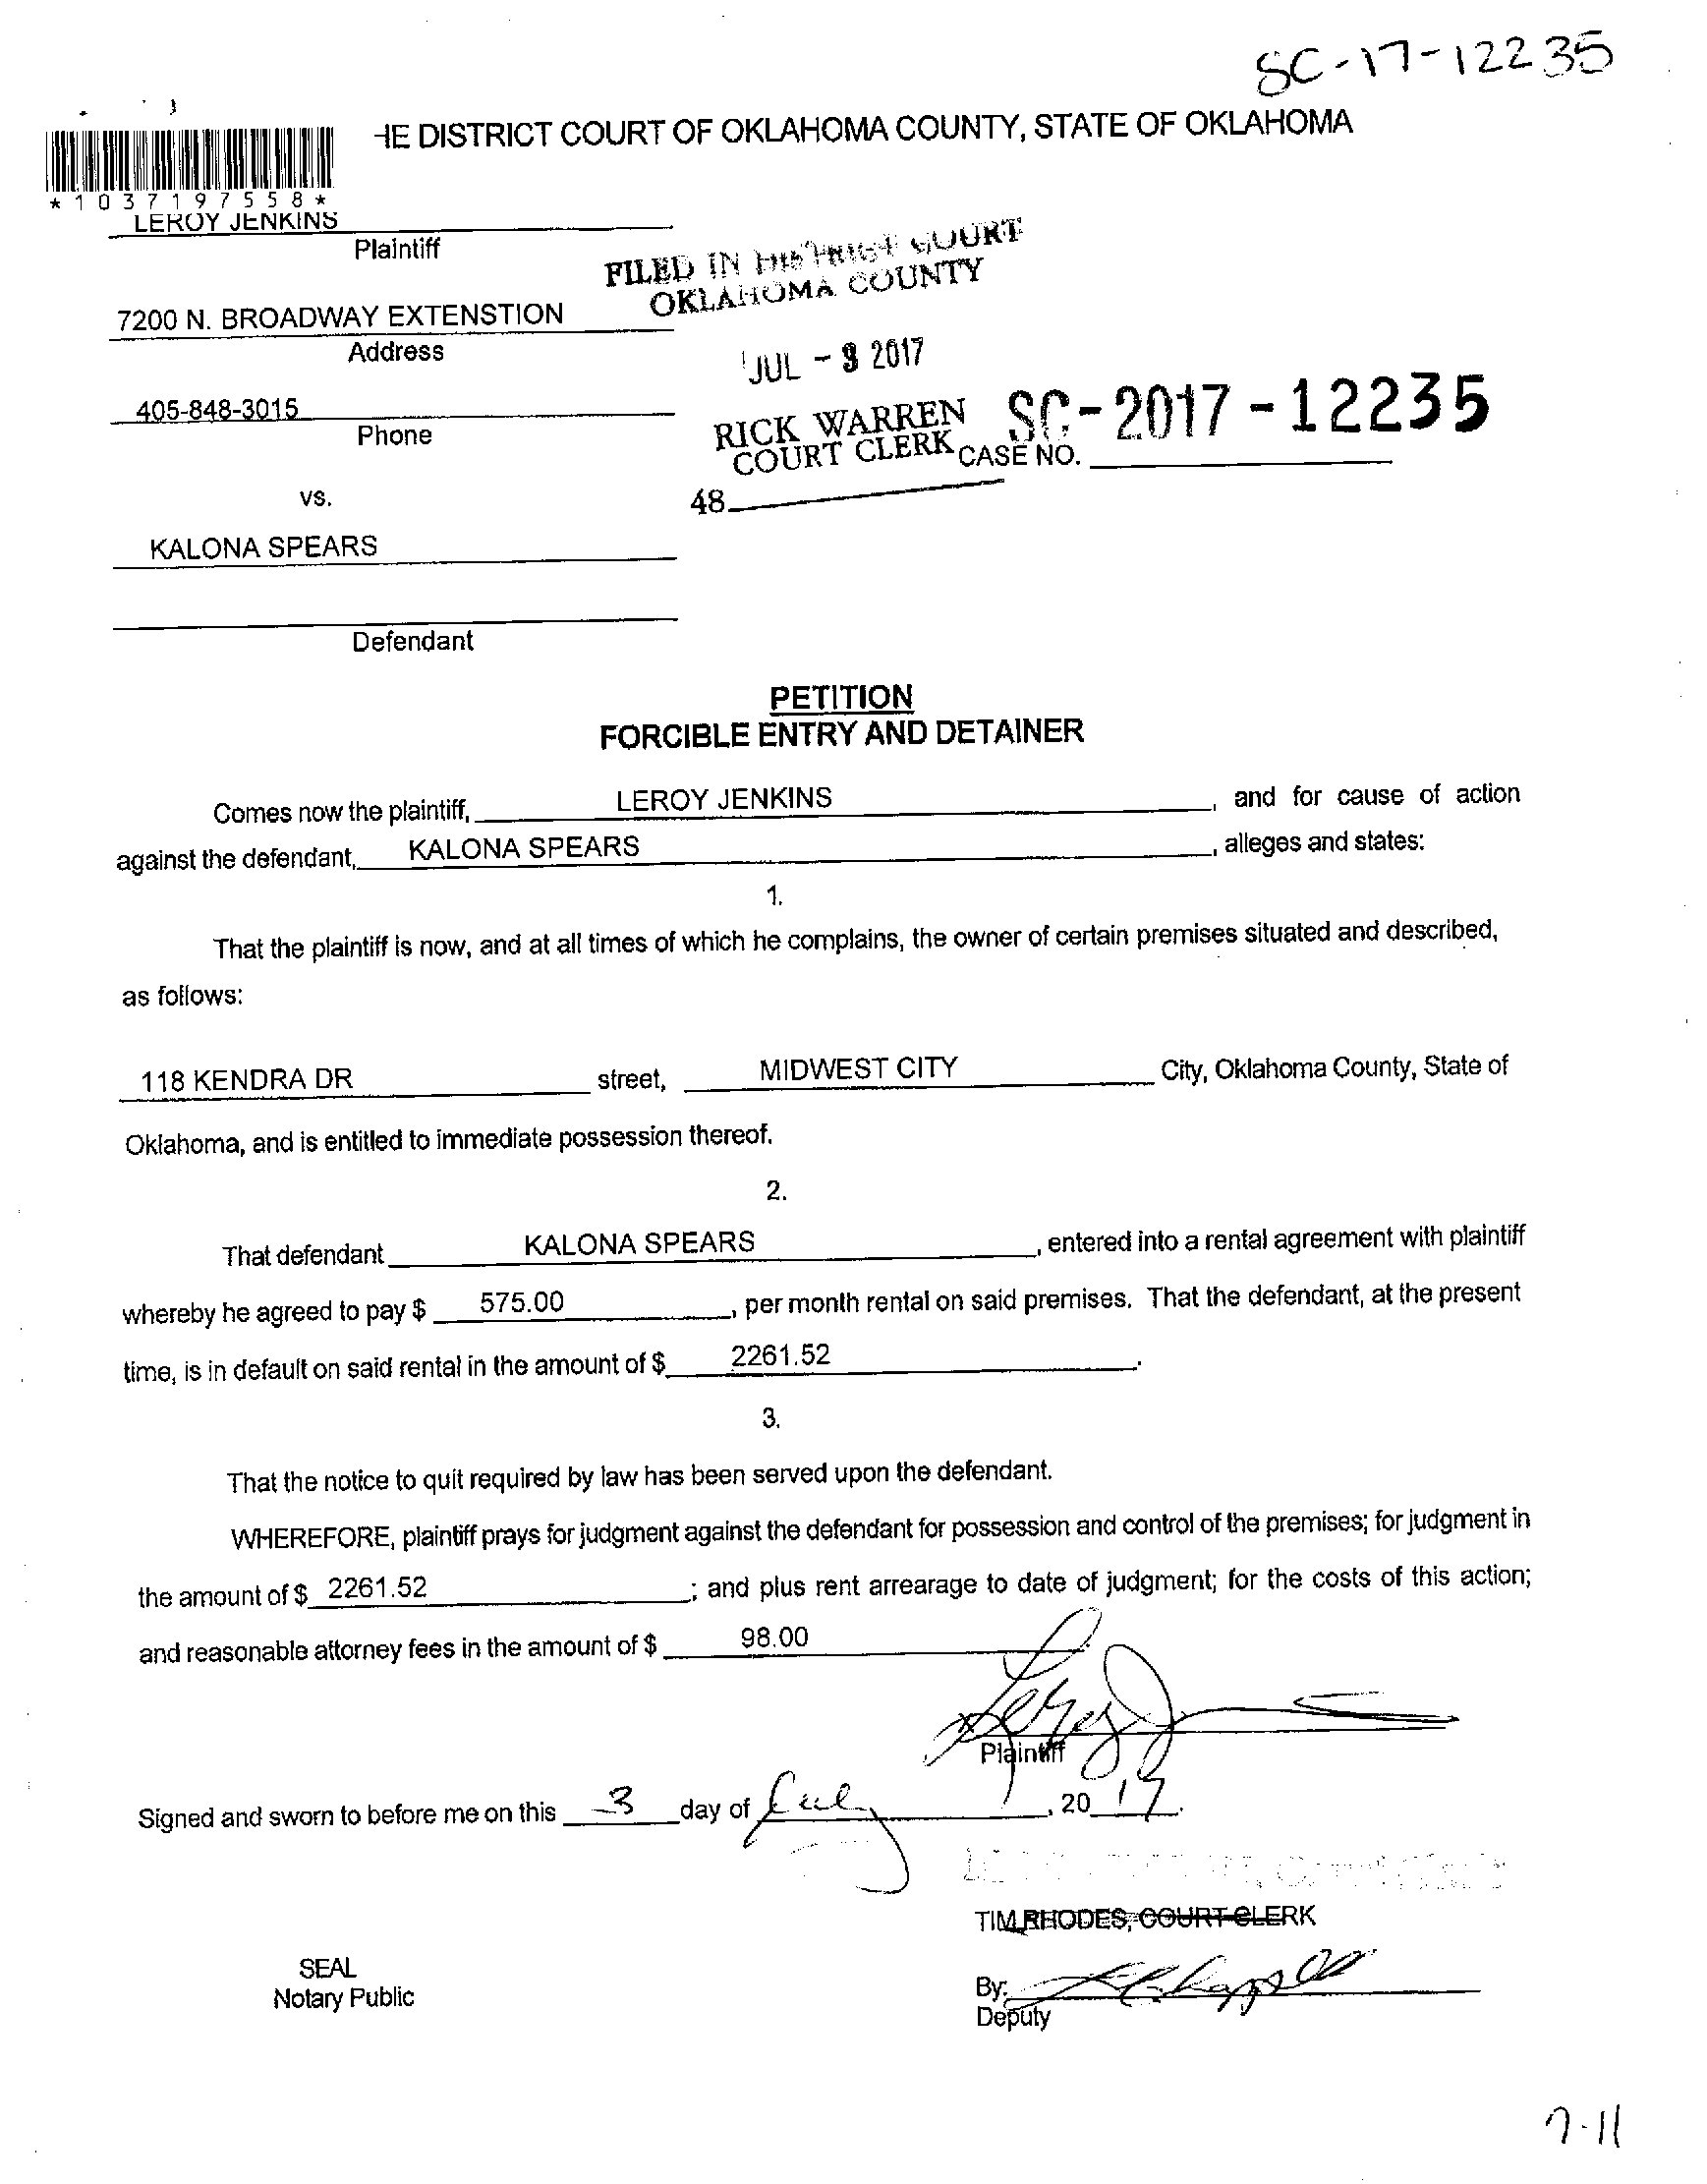 SC-17-12235
HE DISTRICT COURT OF OKLAHOMA COUNTY, STATE OF OKLAHOMA
*1037197558*
LEROY JENKINS
Plaintiff
FILED IN DISTRICT COURT
OKLAHOMA COUNTY
7200 N. BROADWAY EXTENSTION
Address
JUL - 2017
405-848-3015
Phone
RICK WARREN
COURT CLERK
SC-2017-12235
CASE NO.
48
vs.
KALONA SPEARS
Defendant
PETITION
FORCIBLE ENTRY AND DETAINER
Comes now the plaintiff, LEROY JENKINS, and for cause of action
against the defendant, KALONA SPEARS, alleges and states:
1.
That the plaintiff is now, and at all times of which he complains, the owner of certain premises situated and described,
as follows:
118 KENDRA DR street, MIDWEST CITY City, Oklahoma County, State of
Oklahoma, and is entitled to immediate possession thereof.
2.
That defendant KALONA SPEARS, entered into a rental agreement with plaintiff
whereby he agreed to pay $ 575.00, per month rental on said premises. That the defendant, at the present
time, is in default on said rental in the amount of $ 2261.52.
3.
That the notice to quit required by law has been served upon the defendant.
WHEREFORE, plaintiff prays for judgment against the defendant for possession and control of the premises; for judgment in
the amount of $ 2261.52; and plus rent arrearage to date of judgment; for the costs of this action;
and reasonable attorney fees in the amount of $ 98.00
Plaintiff
Signed and sworn to before me on this 3 day of July, 2017.
TIM RHODES, COURT CLERK
SEAL
Notary Public
By:
Deputy
7-11